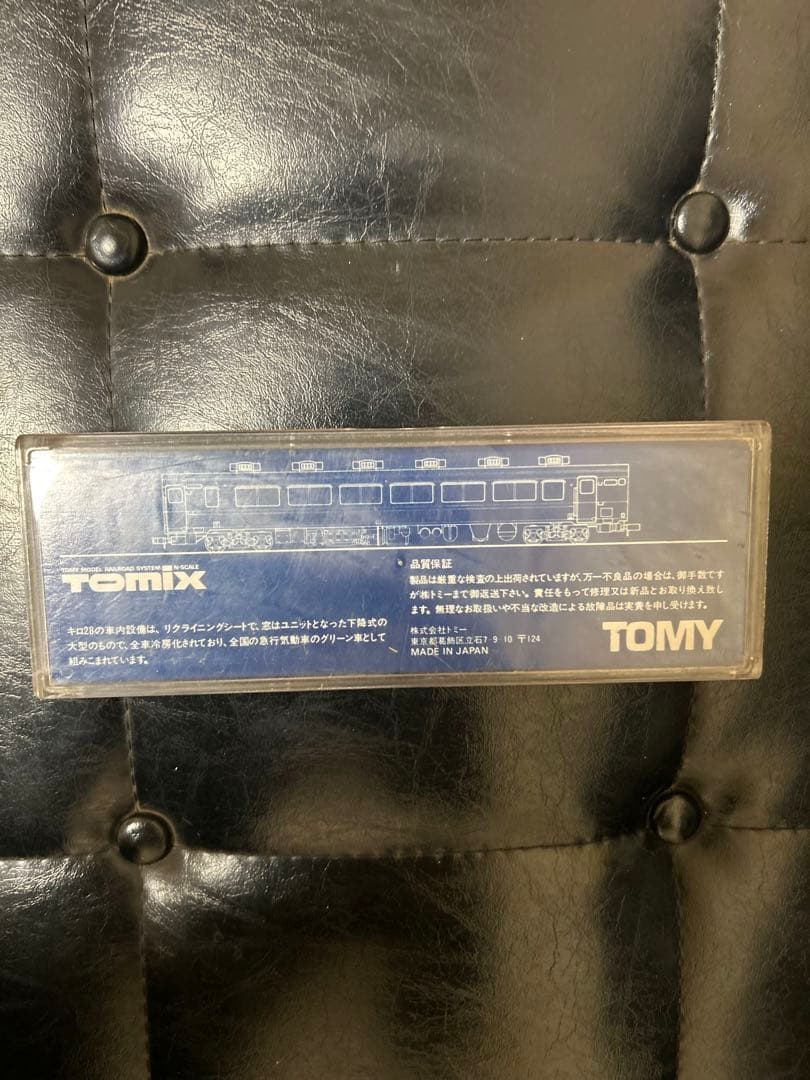 TOMY MODEL RAILROAD SYSTEM N-SCALE
TOMIX
キロ28の車内設備は、リクライニングシートで、窓はユニットとなった下降式の
大型のもので、全車冷房化されており、全国の急行気動車のグリーン車として
組みこまれています。
品質保証
製品は厳重な検査の上出荷されていますが、万一不良品の場合は、御手数です
が(株)トミーまで御返送下さい。責任をもって修理又は新品とお取り換え致し
ます。無理なお取扱いや不当な改造による故障品は実費を申し受けます。
株式会社トミー
東京都葛飾区立石7-9-10 〒124
MADE IN JAPAN
TOMY